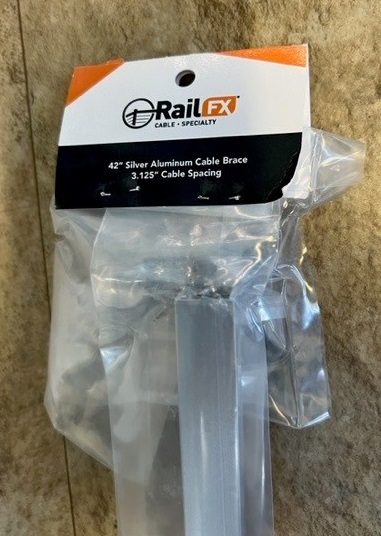 RailFX
CABLE • SPECIALTY
42" Silver Aluminum Cable Brace
3.125" Cable Spacing